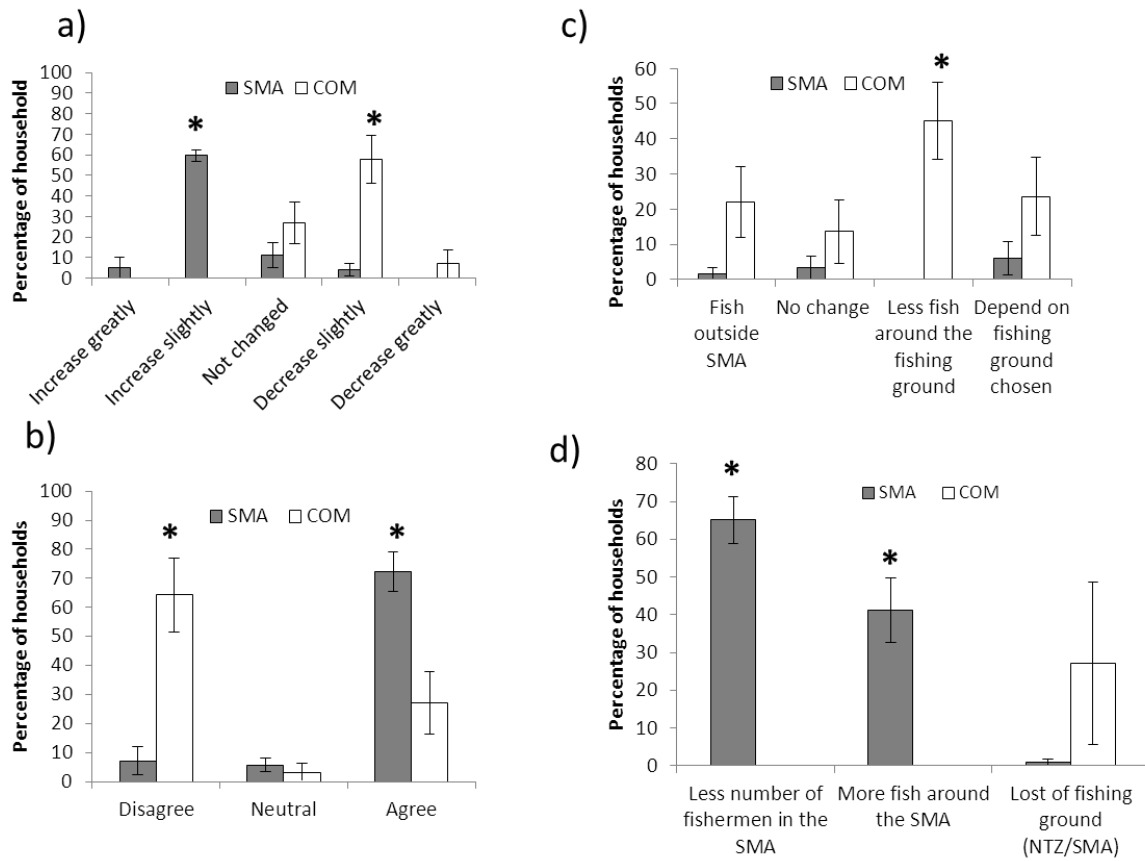 a)
Percentage of household
100
90
80
70
60
50
40
30
20
10
0
SMA COM
*
*
Increase greatly
Increase slightly
Not changed
Decrease slightly
Decrease greatly
b)
Percentage of households
100
90
80
70
60
50
40
30
20
10
0
SMA COM
*
*
Disagree Neutral Agree
c)
Percentage of households
60
50
40
30
20
10
0
SMA COM
*
Fish
outside
SMA
No change
Less fish
around the
fishing
ground
Depend on
fishing
ground
chosen
d)
Percentage of households
80
70
60
50
40
30
20
10
0
SMA COM
*
*
Less number of
fishermen in the
SMA
More fish around
the SMA
Lost of fishing
ground
(NTZ/SMA)